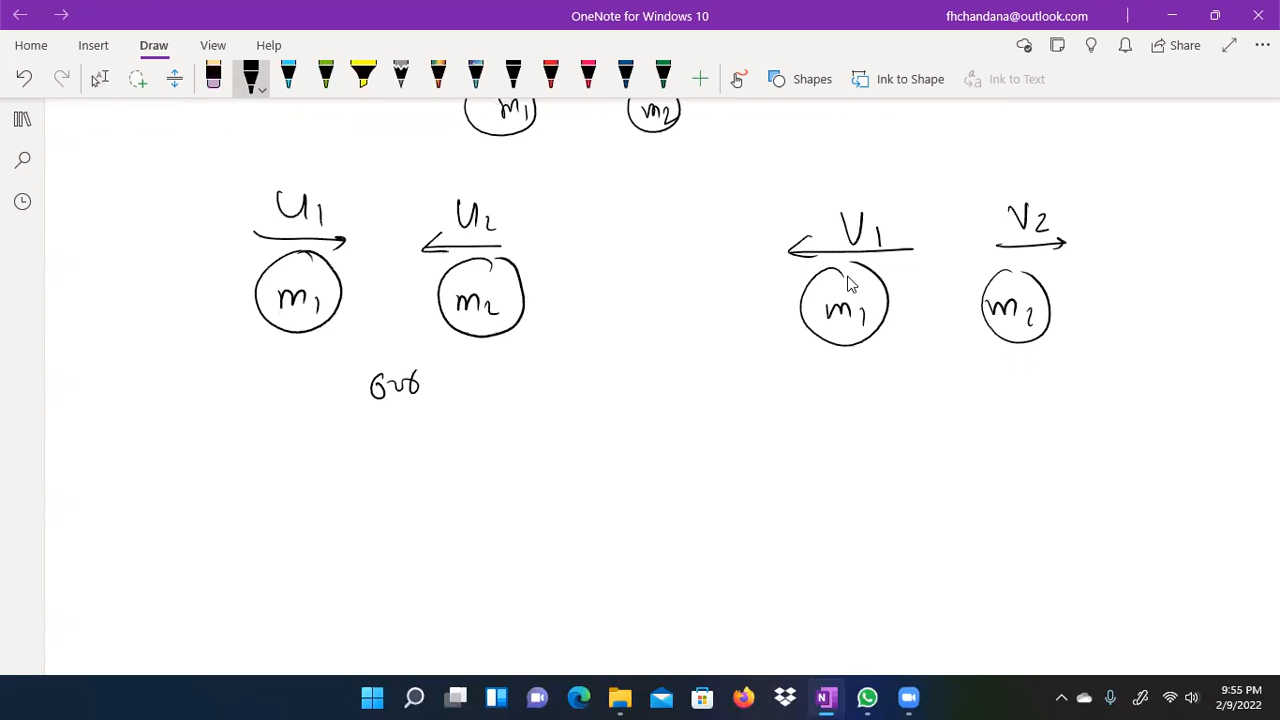 OneNote for Windows 10
fhchandana@outlook.com
Home Insert Draw View Help
Share
Shapes Ink to Shape Ink to Text
m1 m2
U1 U2 V1 V2
m1 m2 m1 m2
9:55 PM
2/9/2022